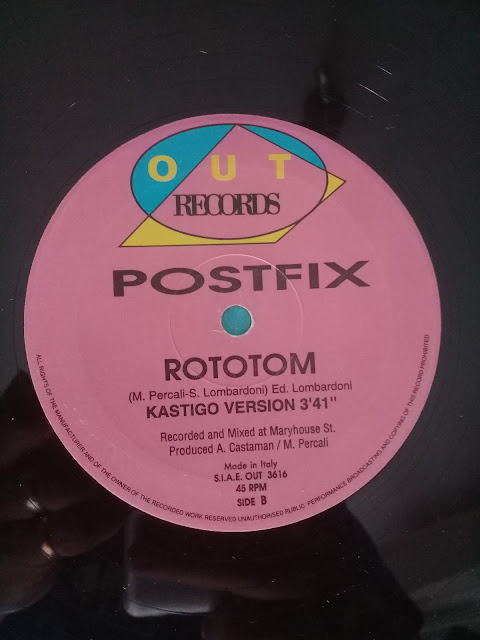 OUT
RECORDS
POSTFIX
ROTOTOM
(M. Percali-S. Lombardoni) Ed. Lombardoni
KASTIGO VERSION 3'41"
Recorded and Mixed at Maryhouse St.
Produced A. Castaman / M. Percali
Made in Italy
S.I.A.E. OUT 3616
45 RPM
SIDE B
ALL RIGHTS OF THE MANUFACTURER AND OF THE OWNER OF THE RECORDED WORK RESERVED UNAUTHORISED PUBLIC PERFORMANCE BROADCASTING AND COPYING OF THIS RECORD PROHIBITED